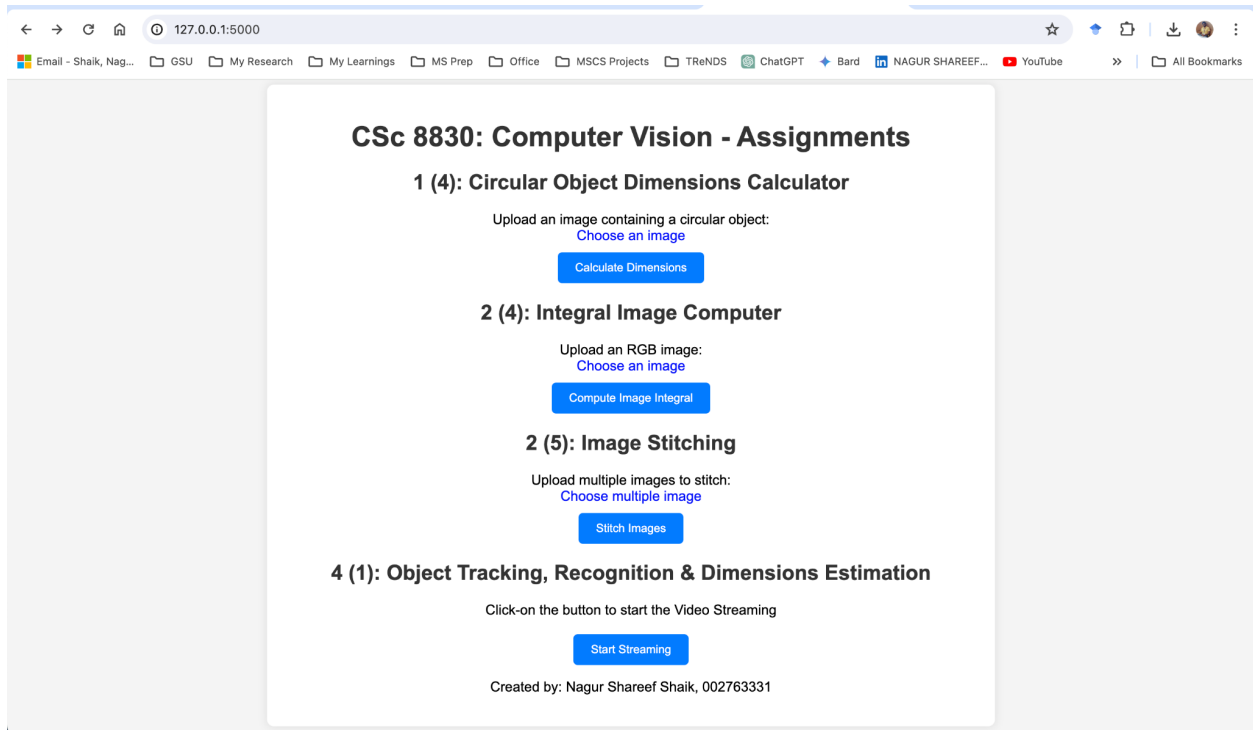 127.0.0.1:5000
Email - Shaik, Nag... GSU My Research My Learnings MS Prep Office MSCS Projects TReNDS ChatGPT Bard NAGUR SHAREEF... YouTube » All Bookmarks
CSc 8830: Computer Vision - Assignments
1 (4): Circular Object Dimensions Calculator
Upload an image containing a circular object:
Choose an image
Calculate Dimensions
2 (4): Integral Image Computer
Upload an RGB image:
Choose an image
Compute Image Integral
2 (5): Image Stitching
Upload multiple images to stitch:
Choose multiple image
Stitch Images
4 (1): Object Tracking, Recognition & Dimensions Estimation
Click-on the button to start the Video Streaming
Start Streaming
Created by: Nagur Shareef Shaik, 002763331